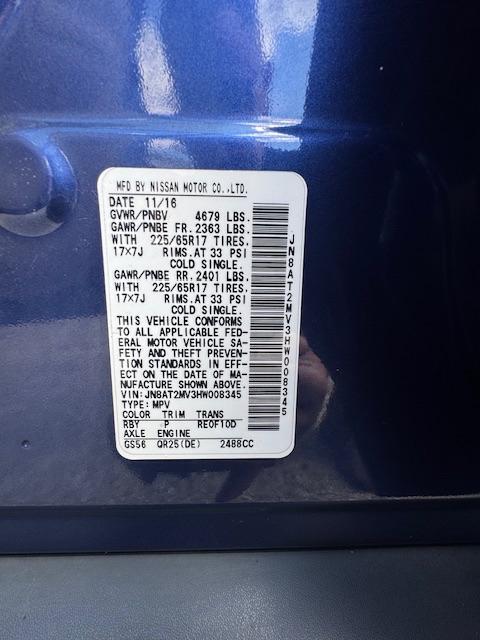 MFD BY NISSAN MOTOR CO.,LTD.
DATE 11/16
GVWR/PNBV 4679 LBS.
GAWR/PNBE FR. 2363 LBS.
WITH 225/65R17 TIRES.
17×7J RIMS.AT 33 PSI
COLD SINGLE.
GAWR/PNBE RR. 2401 LBS.
WITH 225/65R17 TIRES.
17×7J RIMS.AT 33 PSI
COLD SINGLE.
THIS VEHICLE CONFORMS
TO ALL APPLICABLE FED-
ERAL MOTOR VEHICLE SA-
FETY AND THEFT PREVEN-
TION STANDARDS IN EFF-
ECT ON THE DATE OF MA-
NUFACTURE SHOWN ABOVE.
VIN:JN8AT2MV3HW008345
TYPE:MPV
COLOR TRIM TRANS
RBY P RE0F10D
AXLE ENGINE
GS56 QR25(DE) 2488CC
JN8AT2MV3HW008345